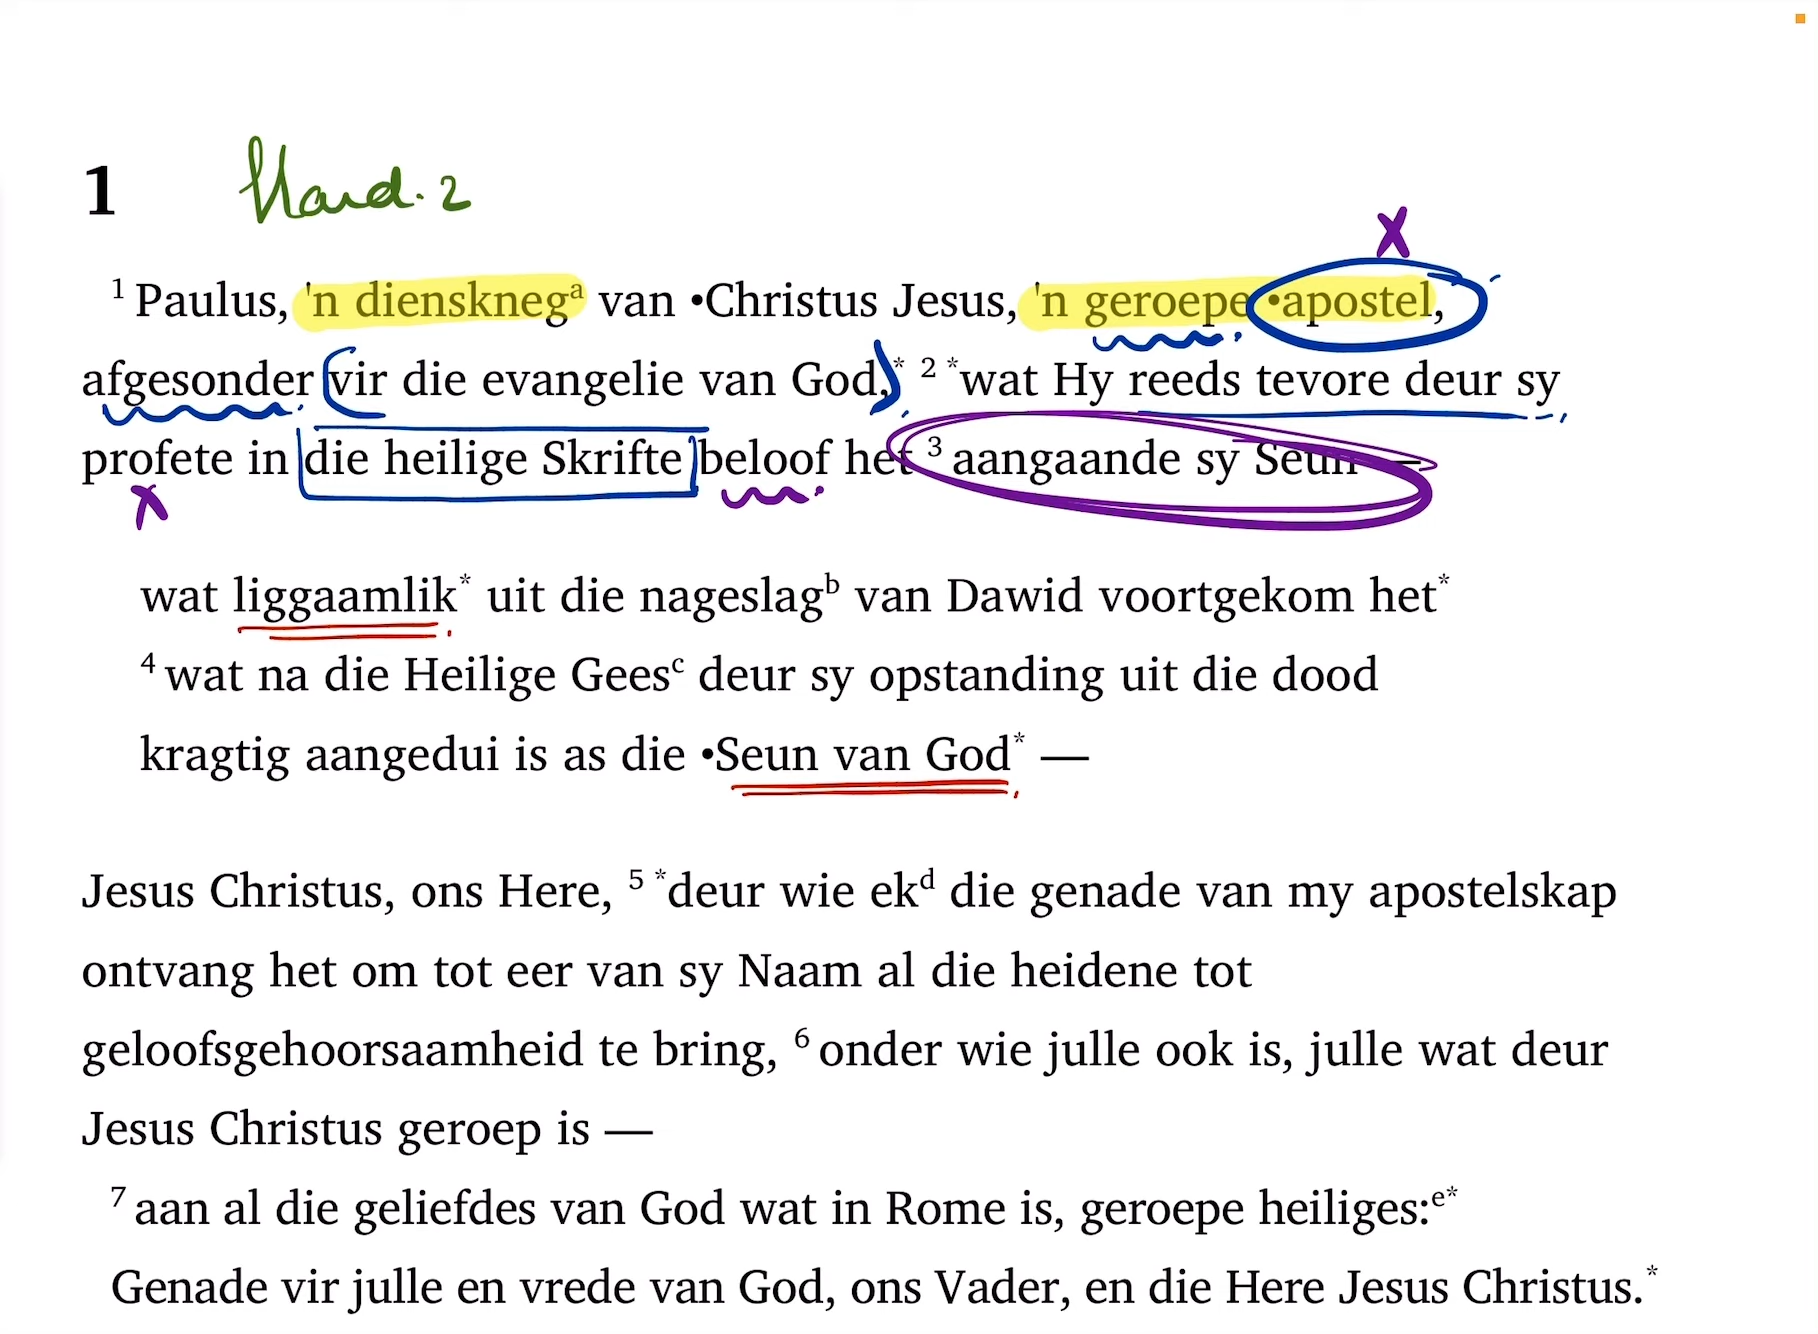 1 Hand. 2
X
1 Paulus, 'n diensknegᵃ van •Christus Jesus, 'n geroepe •apostel,
afgesonder vir die evangelie van God,* 2 *wat Hy reeds tevore deur sy
profete in die heilige Skrifte beloof het 3 aangaande sy Seun —
X
wat liggaamlik* uit die nageslagᵇ van Dawid voortgekom het*
4 wat na die Heilige Geesᶜ deur sy opstanding uit die dood
kragtig aangedui is as die •Seun van God* —
Jesus Christus, ons Here, 5 *deur wie ekᵈ die genade van my apostelskap
ontvang het om tot eer van sy Naam al die heidene tot
geloofsgehoorsaamheid te bring, 6 onder wie julle ook is, julle wat deur
Jesus Christus geroep is —
7 aan al die geliefdes van God wat in Rome is, geroepe heiliges:ᵉ*
Genade vir julle en vrede van God, ons Vader, en die Here Jesus Christus.*